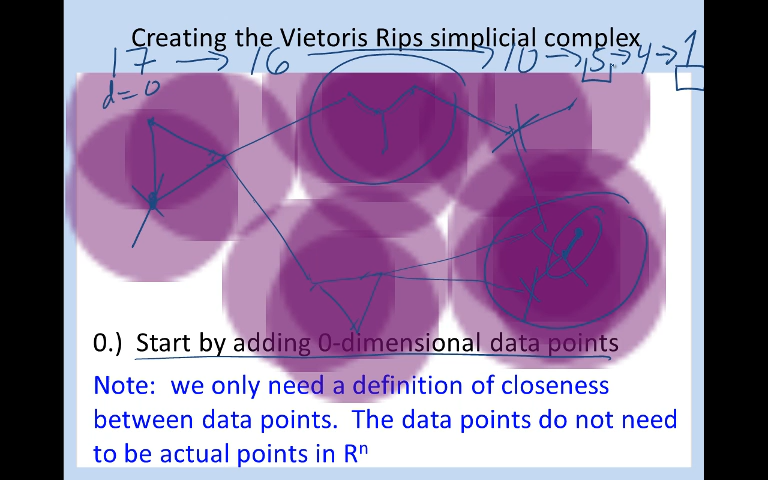 Creating the Vietoris Rips simplicial complex
17 → 16 → 10 → 5 → 4 → 1
d = 0
0.) Start by adding 0-dimensional data points
Note: we only need a definition of closeness
between data points. The data points do not need
to be actual points in Rⁿ